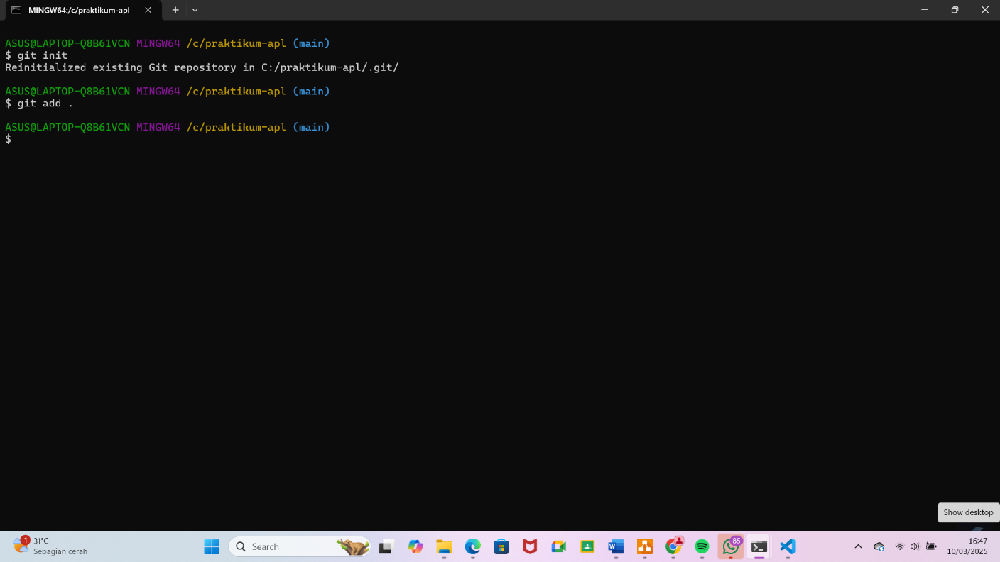 MINGW64:/c/praktikum-apl
ASUS@LAPTOP-Q8B61VCN MINGW64 /c/praktikum-apl (main)
$ git init
Reinitialized existing Git repository in C:/praktikum-apl/.git/
ASUS@LAPTOP-Q8B61VCN MINGW64 /c/praktikum-apl (main)
$ git add .
ASUS@LAPTOP-Q8B61VCN MINGW64 /c/praktikum-apl (main)
$
Show desktop
1
31°C
Sebagian cerah
Search
85
16:47
10/03/2025